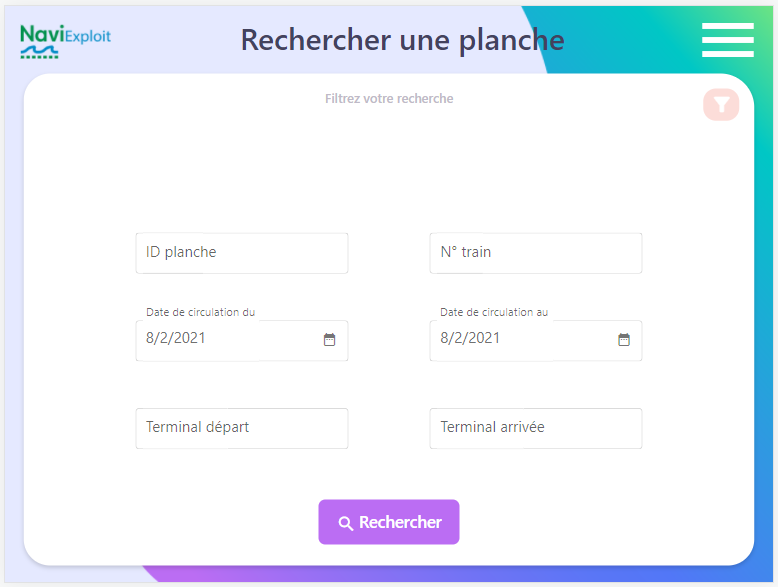 NaviExploit
Rechercher une planche
Filtrez votre recherche
ID planche
N° train
Date de circulation du
Date de circulation au
8/2/2021
8/2/2021
Terminal départ
Terminal arrivée
Rechercher